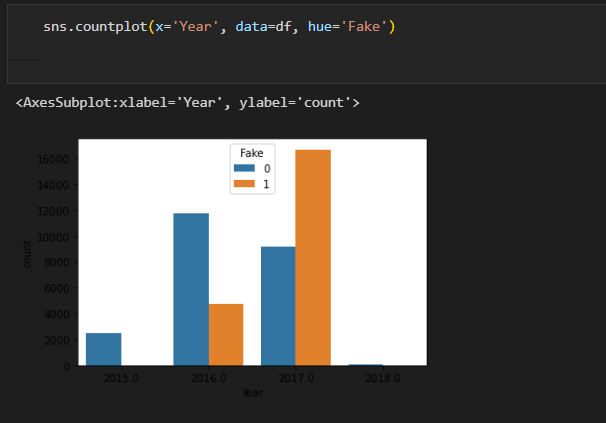 sns.countplot(x='Year', data=df, hue='Fake')
<AxesSubplot:xlabel='Year', ylabel='count'>
Fake
0
1
16000
14000
12000
10000
8000
6000
4000
2000
0
count
2015.0 2016.0 2017.0 2018.0
Year